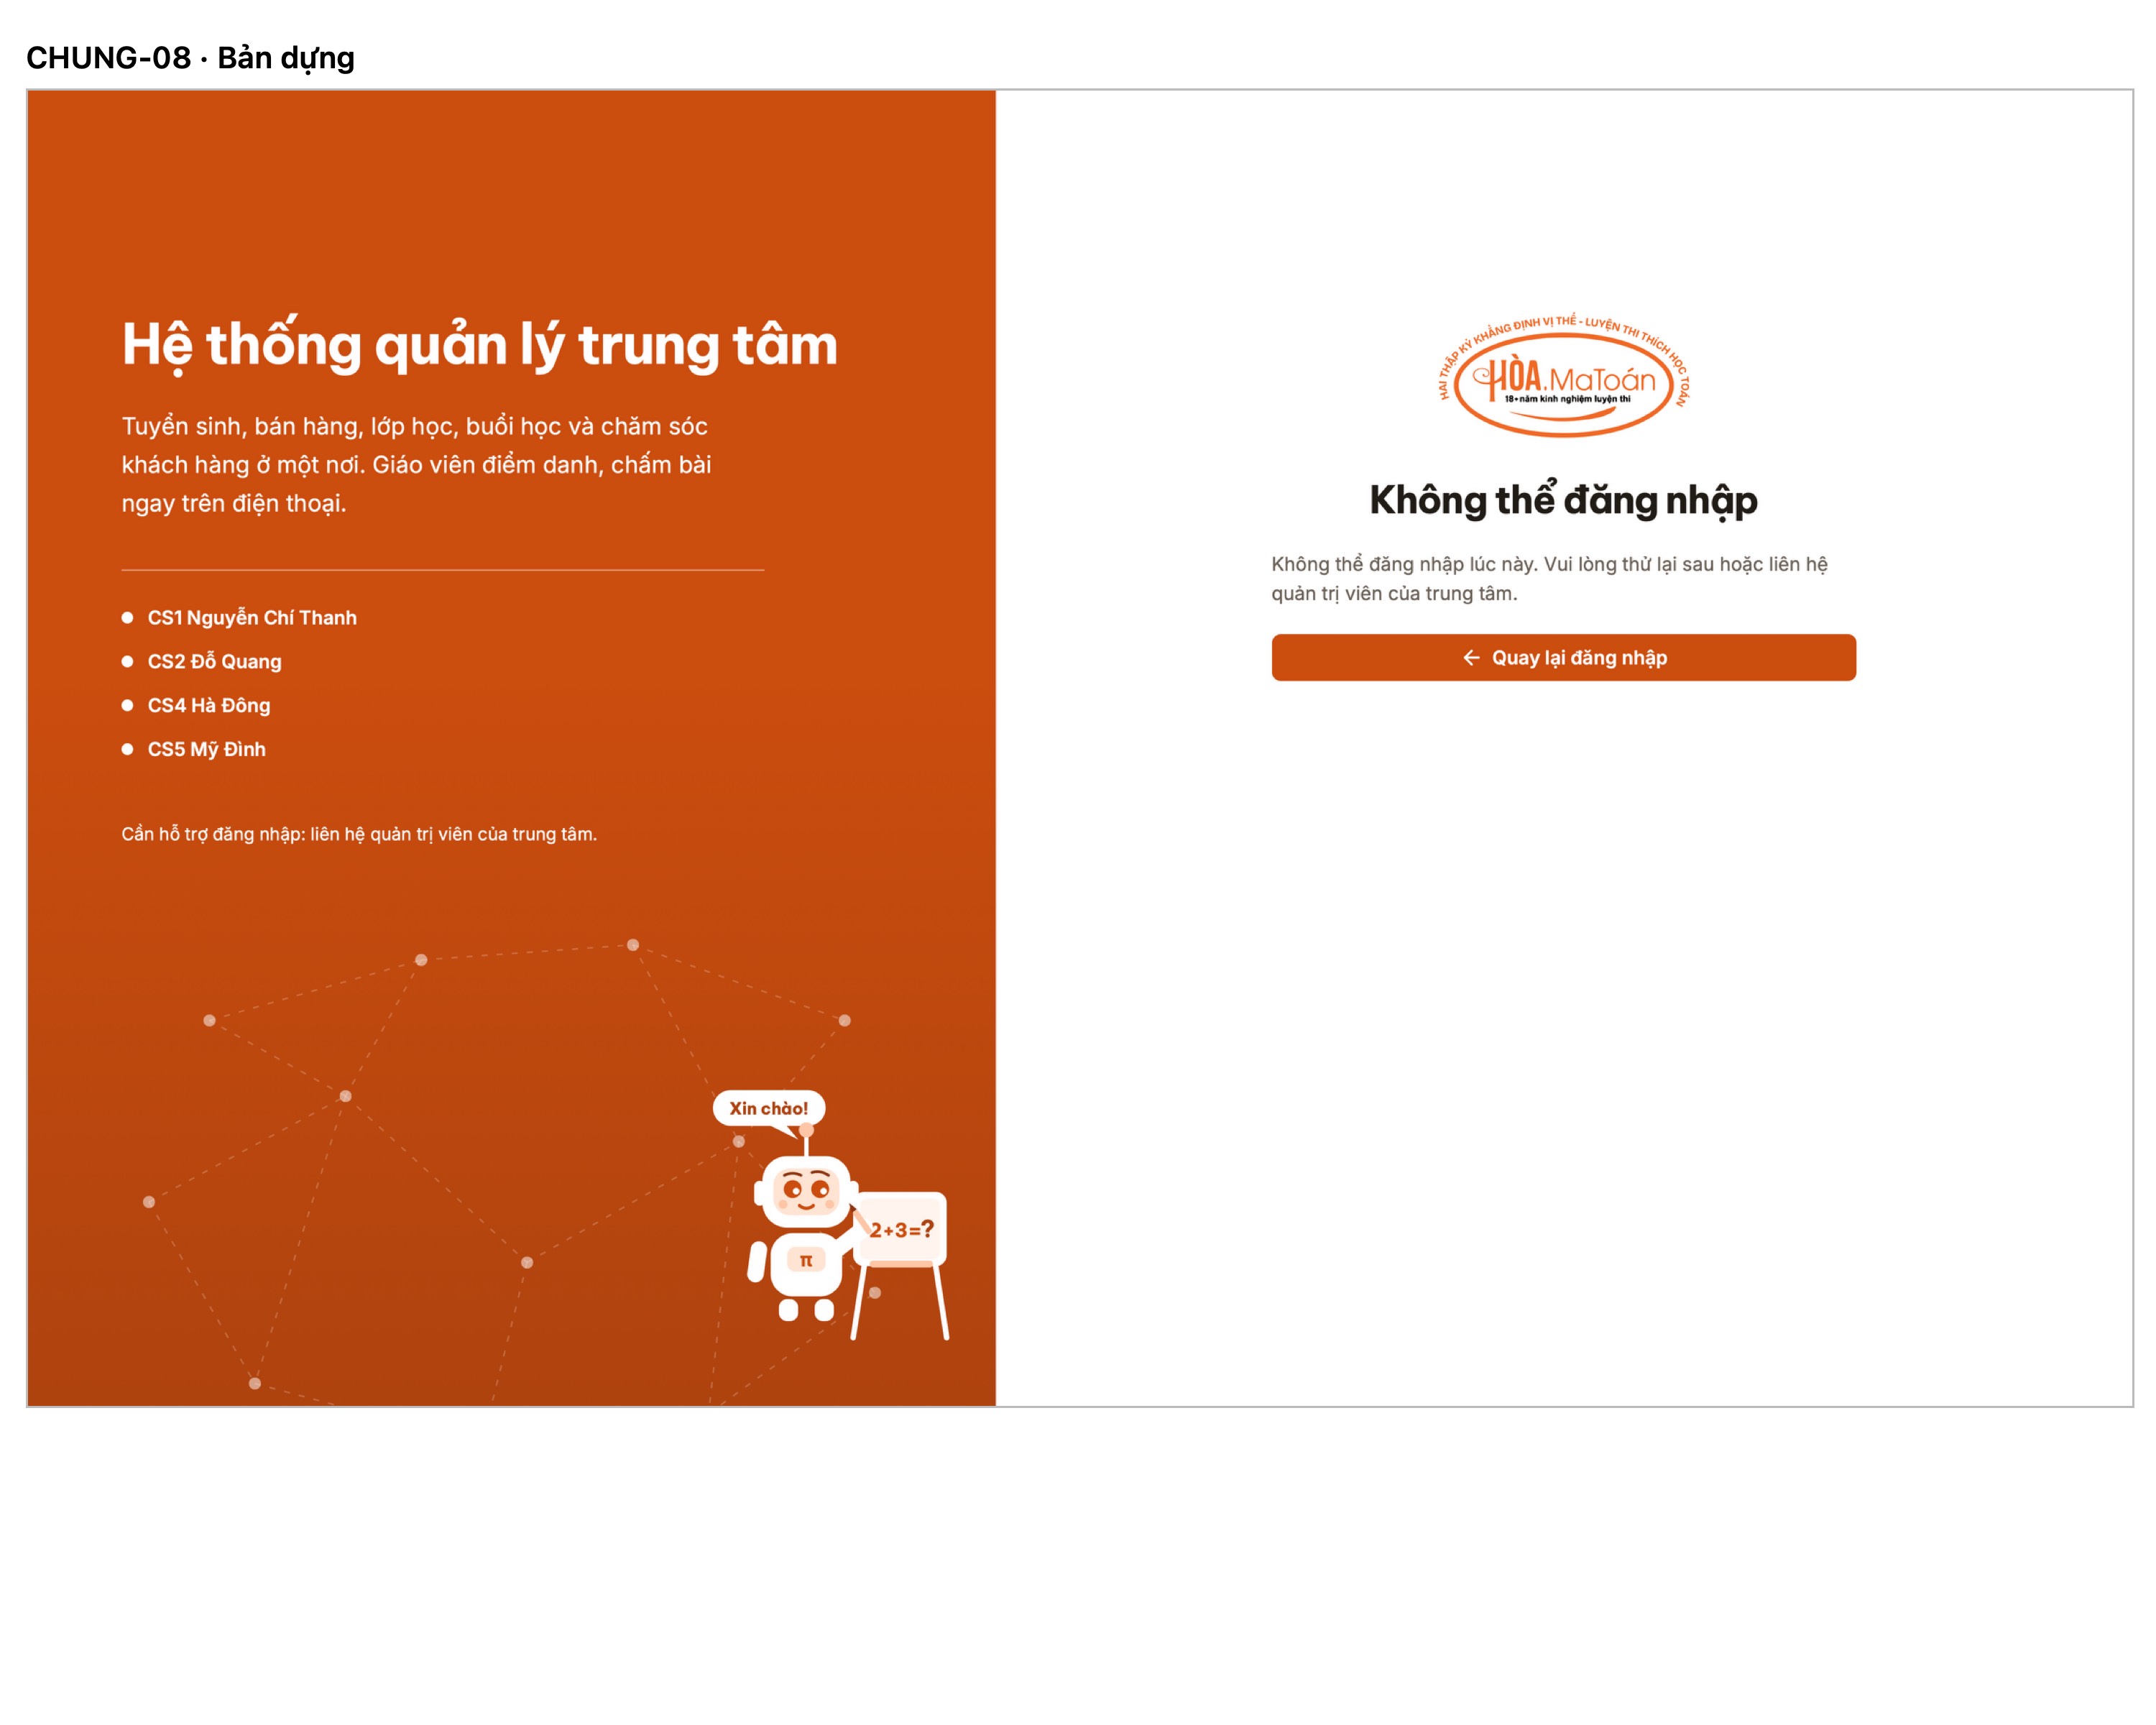 CHUNG-08 · Bản dựng
Hệ thống quản lý trung tâm
Tuyển sinh, bán hàng, lớp học, buổi học và chăm sóc
khách hàng ở một nơi. Giáo viên điểm danh, chấm bài
ngay trên điện thoại.
CS1 Nguyễn Chí Thanh
CS2 Đỗ Quang
CS4 Hà Đông
CS5 Mỹ Đình
Cần hỗ trợ đăng nhập: liên hệ quản trị viên của trung tâm.
Xin chào!
2+3=?
π
HAI THẬP KỶ KHẲNG ĐỊNH VỊ THẾ - LUYỆN THI THÍCH HỌC TOÁN
HÒA.MaToán
18+năm kinh nghiệm luyện thi
Không thể đăng nhập
Không thể đăng nhập lúc này. Vui lòng thử lại sau hoặc liên hệ
quản trị viên của trung tâm.
← Quay lại đăng nhập